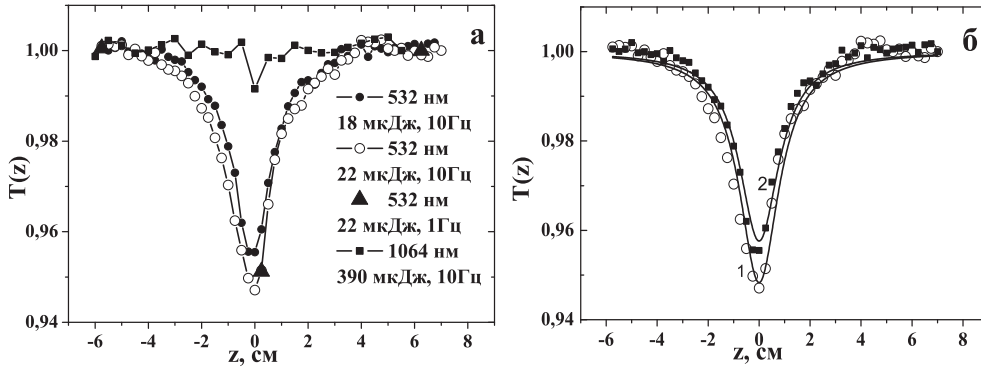 а
T(z)
1,00
0,98
0,96
0,94
532 нм
18 мкДж, 10Гц
532 нм
22 мкДж, 10Гц
532 нм
22 мкДж, 1Гц
1064 нм
390 мкДж, 10Гц
-6 -4 -2 0 2 4 6 8
z, см
б
T(z)
1,00
0,98
0,96
0,94
2
1
-6 -4 -2 0 2 4 6 8
z, см